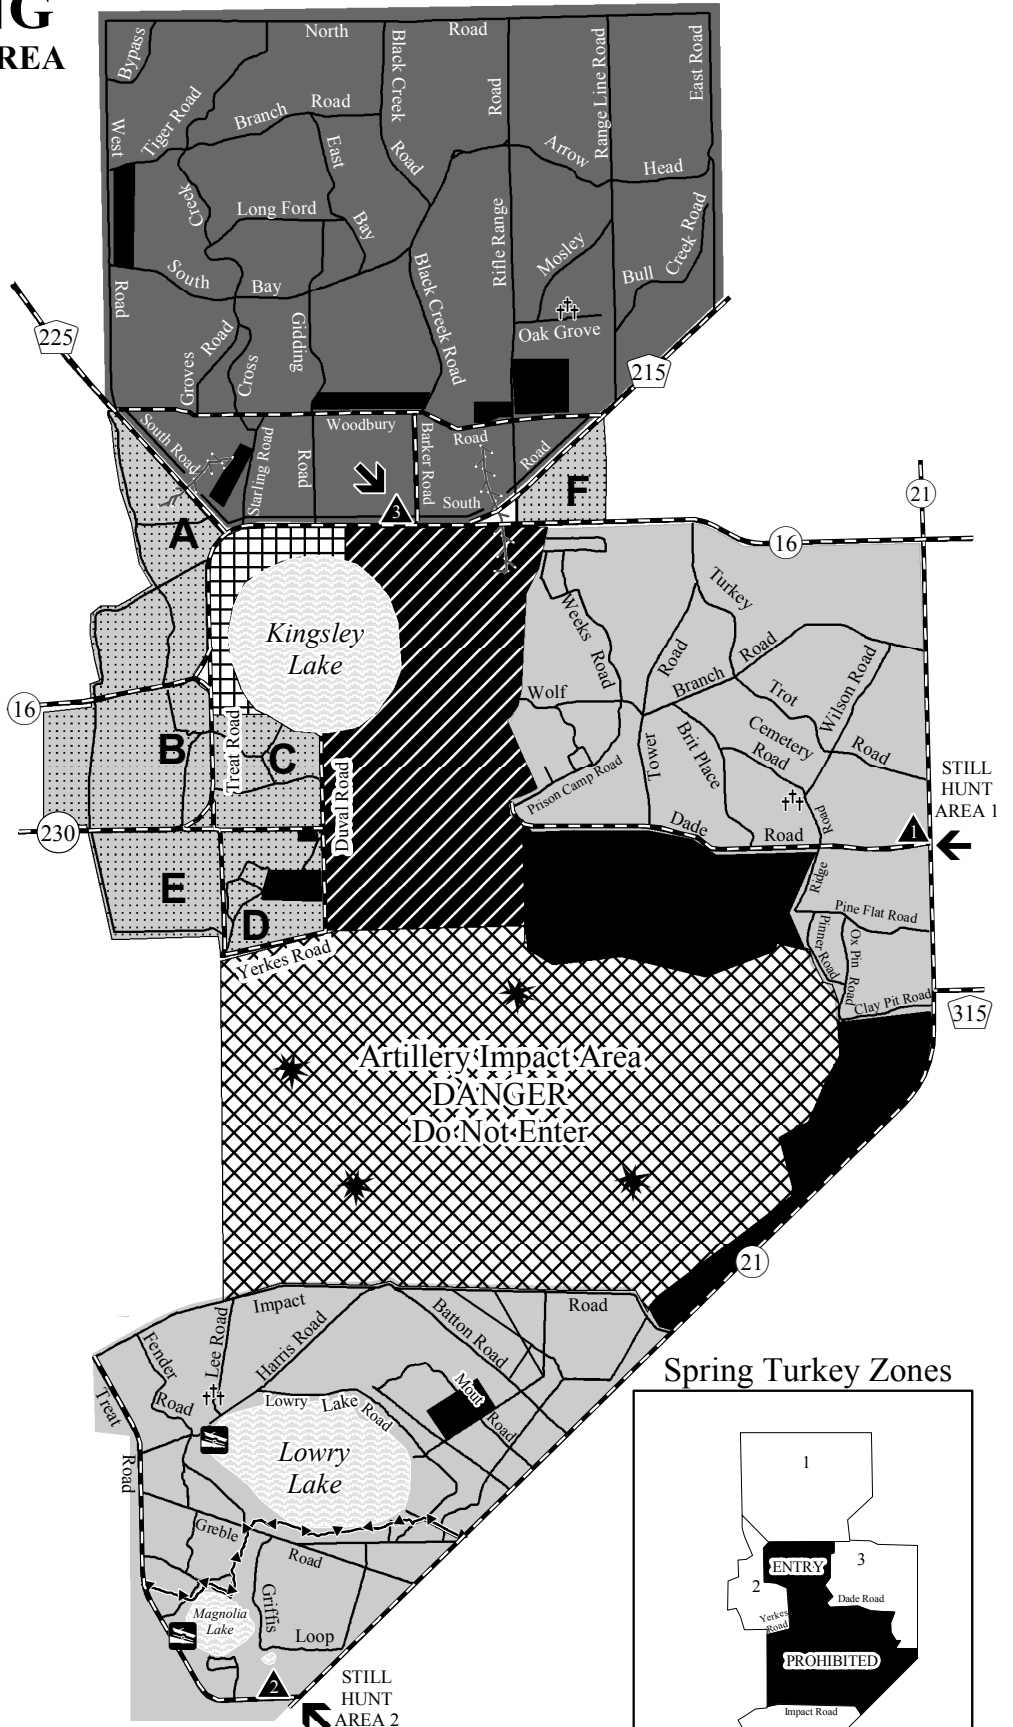 NG
REA
Bypass
North Road
Black Creek Road
Road
Range Line Road
East Road
West
Road
Tiger Road
Branch Road
East
Bay
Arrow Head
Creek
Long Ford
Rifle Range
Mosley
Bull Creek Road
South Bay
Black Creek Road
Oak Grove
225
215
Groves Road
Cross
Gidding
Road
Woodbury Road
South Road
Starling Road
Barker Road
South Road
3
A
F
21
16
Kingsley
Lake
Turkey
Weeks Road
Road
Branch Road
Wolf
Trot
Wilson Road
Cemetery
Road
Road
Brit Place
Tower
Prison Camp Road
16
B
Treat Road
C
Duval Road
STILL
HUNT
AREA 1
1
Dade Road
Road
230
E
D
Ridge
Pine Flat Road
Pinner Road
Ox Pin Road
Clay Pit Road
Yerkes Road
315
Artillery Impact Area
DANGER
Do Not Enter
21
Impact Road
Lee Road
Harris Road
Batton Road
Fender
Road
Treat
Road
Lowry Lake Road
Mout
Road
Lowry
Lake
Greble
Road
Griffis
Loop
Magnolia
Lake
2
STILL
HUNT
AREA 2
Spring Turkey Zones
1
ENTRY
3
2
Dade Road
Yerkes
Road
PROHIBITED
Impact Road